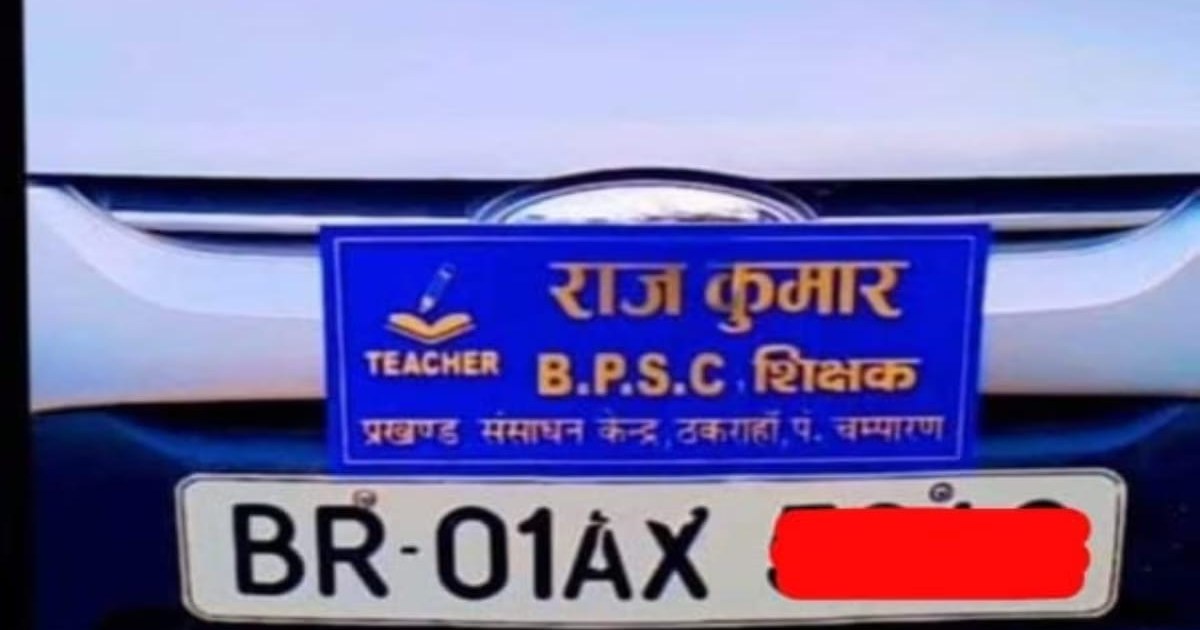 राज कुमार
TEACHER
B.P.S.C शिक्षक
प्रखण्ड संसाधन केन्द्र, ठकराहाँ, पं. चम्पारण
BR-01AX